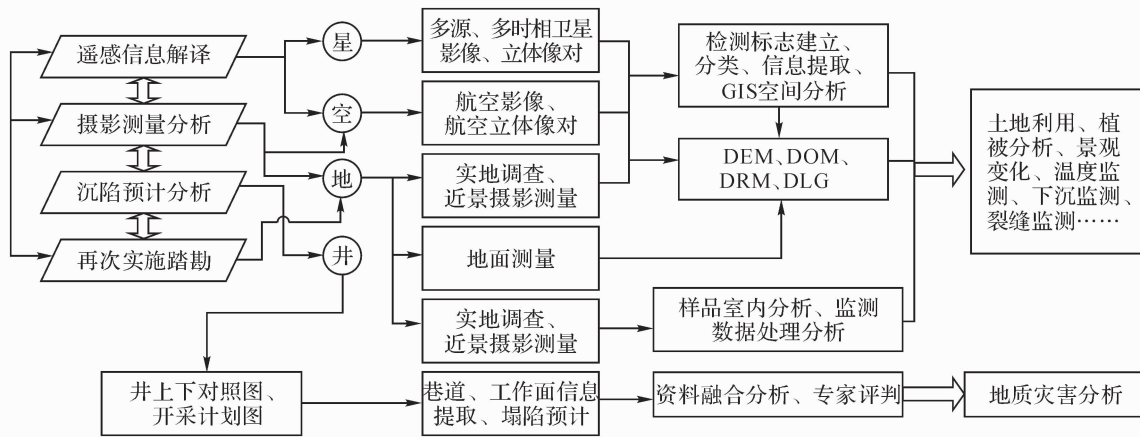 遥感信息解译
摄影测量分析
沉陷预计分析
再次实施踏勘
星
空
地
井
多源、多时相卫星
影像、立体像对
航空影像、
航空立体像对
实地调查、
近景摄影测量
地面测量
实地调查、
近景摄影测量
检测标志建立、
分类、信息提取、
GIS空间分析
DEM、DOM、
DRM、DLG
样品室内分析、监测
数据处理分析
土地利用、植
被分析、景观
变化、温度监
测、下沉监测、
裂缝监测……
井上下对照图、
开采计划图
巷道、工作面信息
提取、塌陷预计
资料融合分析、专家评判
地质灾害分析